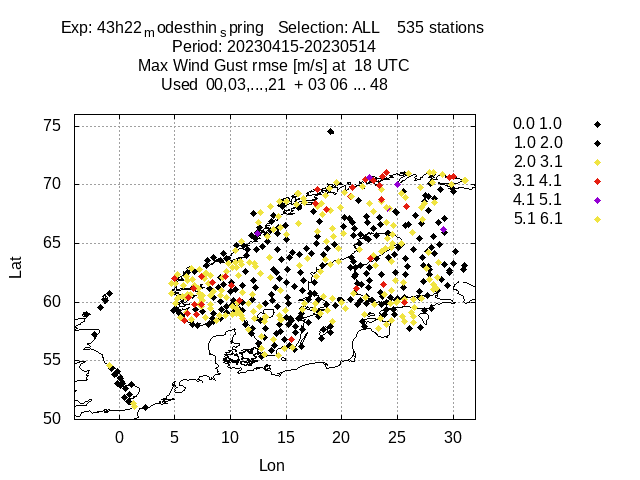 Exp: 43h22modesthinspring Selection: ALL 535 stations
Period: 20230415-20230514
Max Wind Gust rmse [m/s] at 18 UTC
Used 00,03,...,21 + 03 06 ... 48
75
70
65
60
55
50
Lat
0 5 10 15 20 25 30
Lon
0.0 1.0
1.0 2.0
2.0 3.1
3.1 4.1
4.1 5.1
5.1 6.1